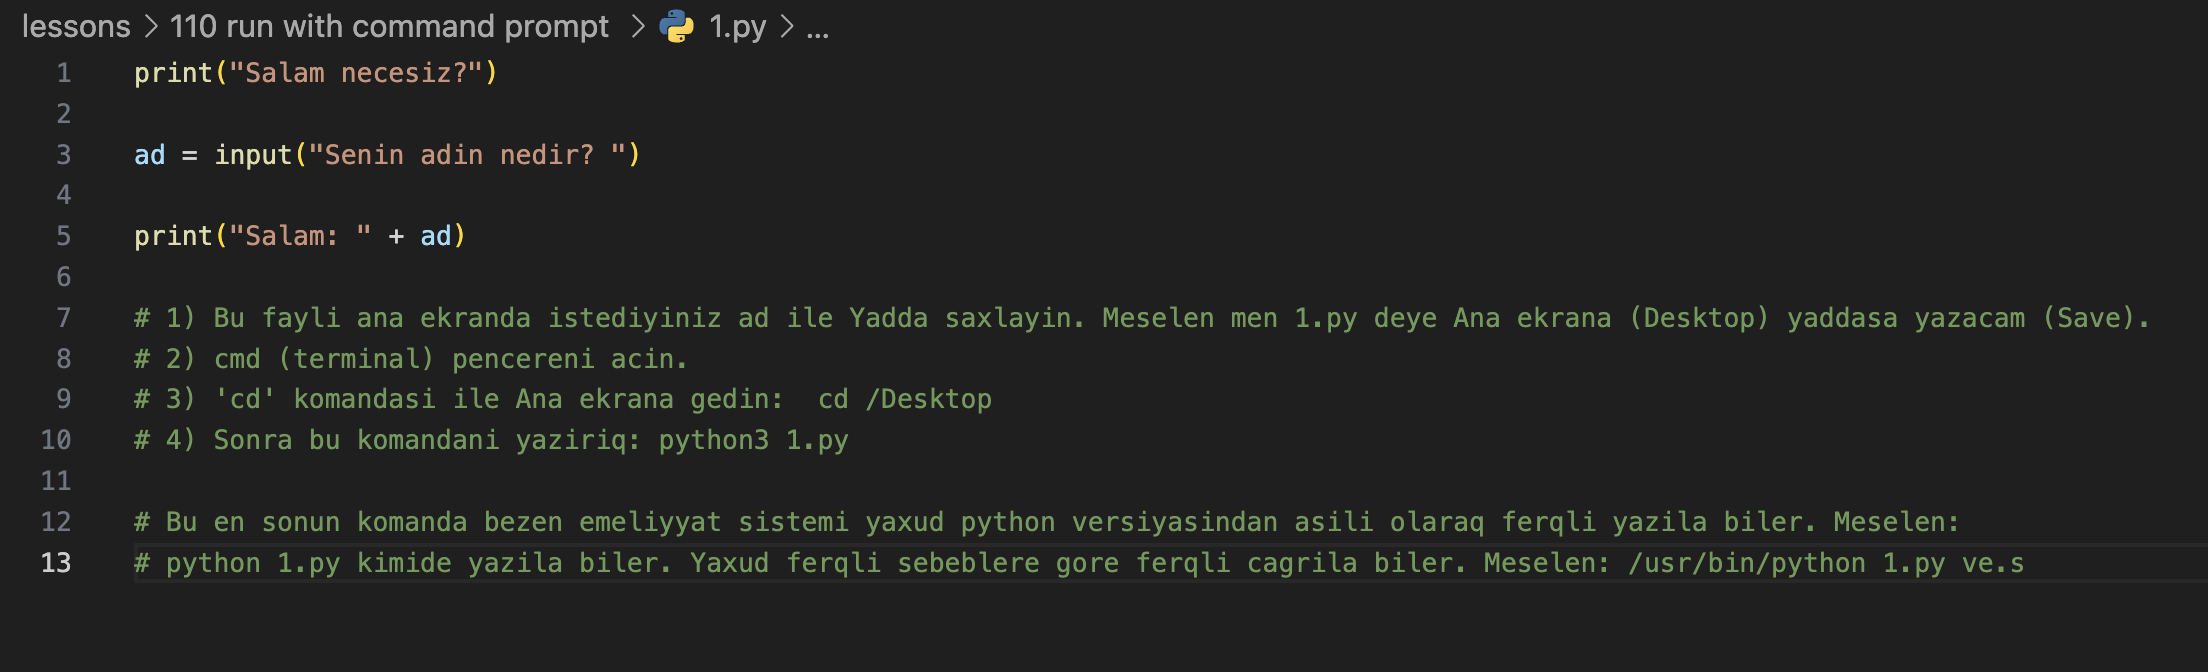 lessons > 110 run with command prompt > 1.py > ...
1 print("Salam necesiz?")
2
3 ad = input("Senin adin nedir? ")
4
5 print("Salam: " + ad)
6
7 # 1) Bu fayli ana ekranda istediyiniz ad ile Yadda saxlayin. Meselen men 1.py deye Ana ekrana (Desktop) yaddasa yazacam (Save).
8 # 2) cmd (terminal) pencereni acin.
9 # 3) 'cd' komandasi ile Ana ekrana gedin:  cd /Desktop
10 # 4) Sonra bu komandani yaziriq: python3 1.py
11
12 # Bu en sonun komanda bezen emeliyyat sistemi yaxud python versiyasindan asili olaraq ferqli yazila biler. Meselen:
13 # python 1.py kimide yazila biler. Yaxud ferqli sebeblere gore ferqli cagrila biler. Meselen: /usr/bin/python 1.py ve.s